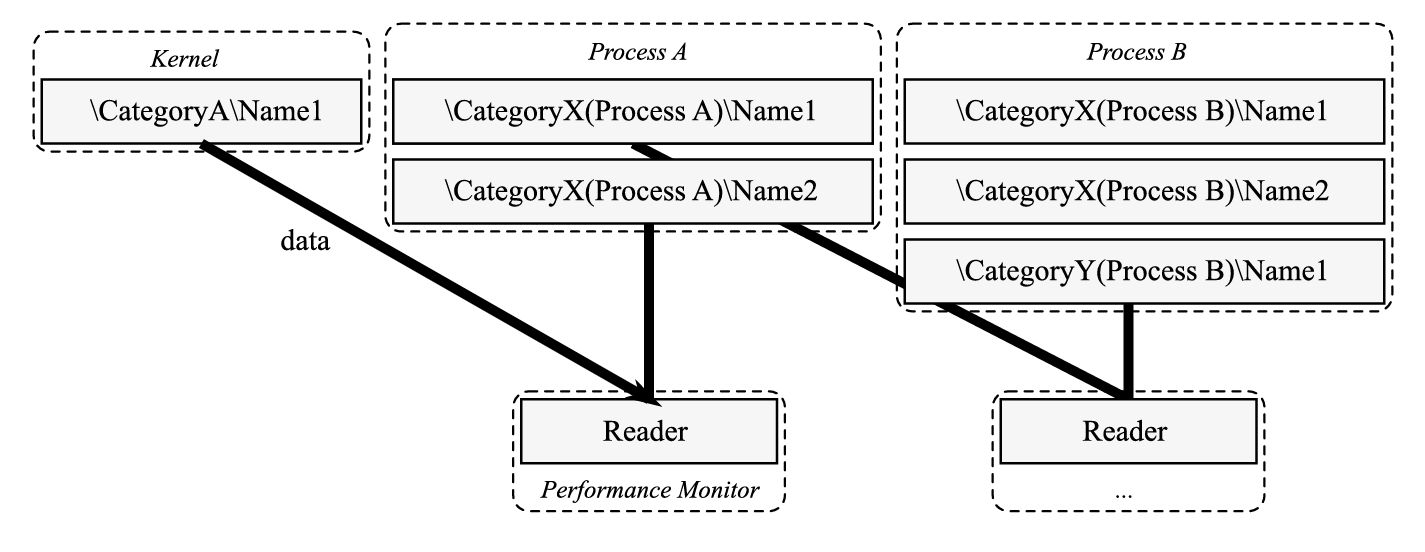 Kernel
\CategoryA\Name1
Process A
\CategoryX(Process A)\Name1
\CategoryX(Process A)\Name2
Process B
\CategoryX(Process B)\Name1
\CategoryX(Process B)\Name2
\CategoryY(Process B)\Name1
data
Reader
Performance Monitor
Reader
...